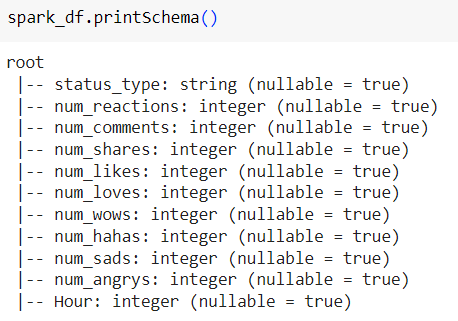 spark_df.printSchema()
root
 |-- status_type: string (nullable = true)
 |-- num_reactions: integer (nullable = true)
 |-- num_comments: integer (nullable = true)
 |-- num_shares: integer (nullable = true)
 |-- num_likes: integer (nullable = true)
 |-- num_loves: integer (nullable = true)
 |-- num_wows: integer (nullable = true)
 |-- num_hahas: integer (nullable = true)
 |-- num_sads: integer (nullable = true)
 |-- num_angrys: integer (nullable = true)
 |-- Hour: integer (nullable = true)